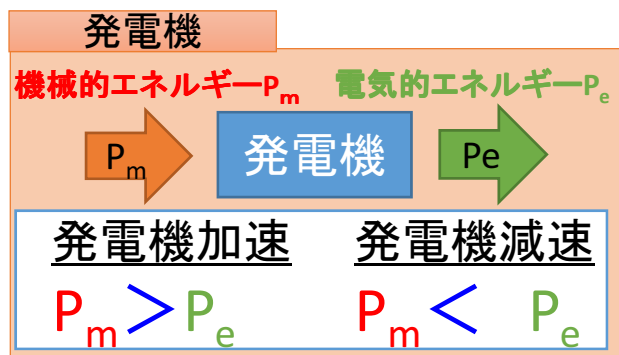 発電機
機械的エネルギーPm 電気的エネルギーPe
Pm 発電機 Pe
発電機加速 発電機減速
Pm＞Pe Pm＜ Pe